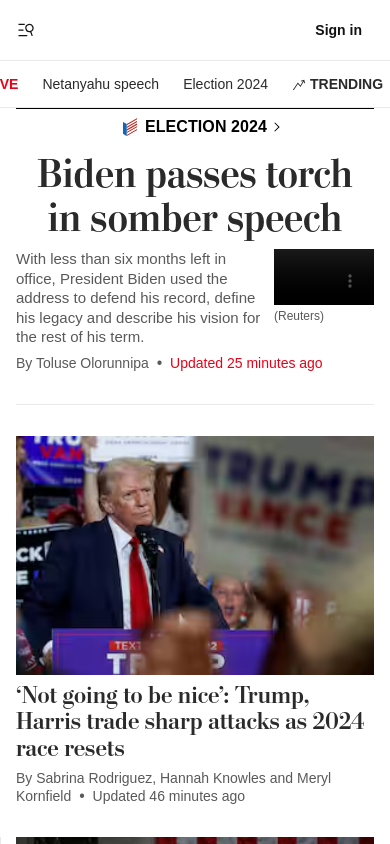 Sign in
VE Netanyahu speech Election 2024 TRENDING
ELECTION 2024
Biden passes torch
in somber speech
With less than six months left in
office, President Biden used the
address to defend his record, define
his legacy and describe his vision for
the rest of his term.
(Reuters)
By Toluse Olorunnipa • Updated 25 minutes ago
TRUMP
VANCE
TEXT
‘Not going to be nice’: Trump,
Harris trade sharp attacks as 2024
race resets
By Sabrina Rodriguez, Hannah Knowles and Meryl
Kornfield • Updated 46 minutes ago